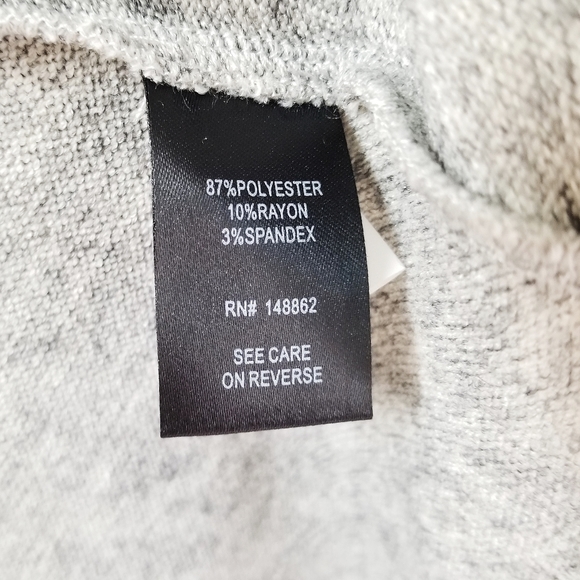 87%POLYESTER
10%RAYON
3%SPANDEX
RN# 148862
SEE CARE
ON REVERSE